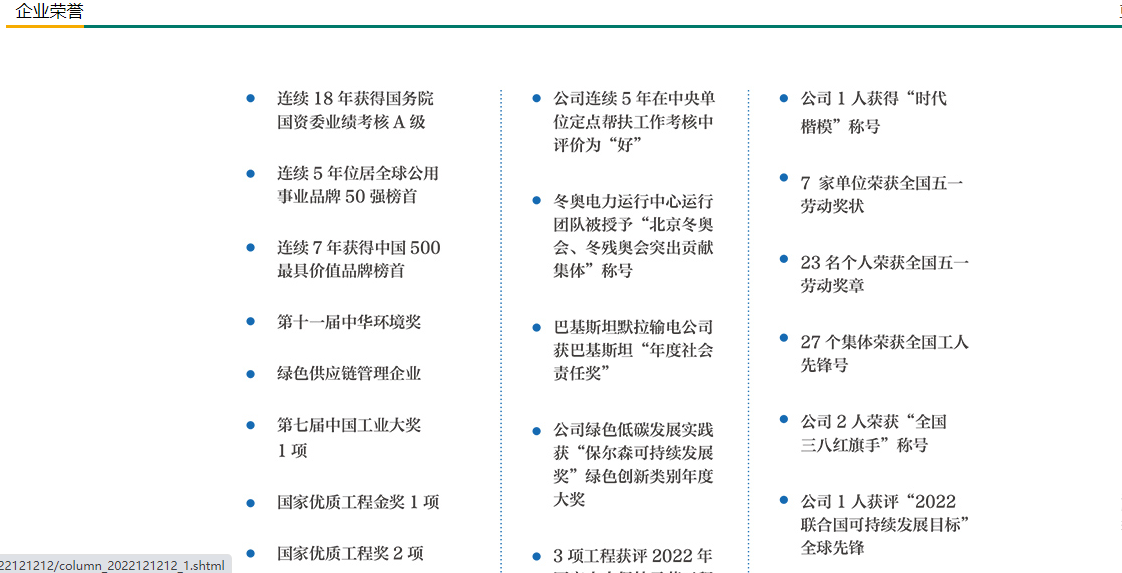 企业荣誉
连续 18 年获得国务院
国资委业绩考核 A 级
连续 5 年位居全球公用
事业品牌 50 强榜首
连续 7 年获得中国 500
最具价值品牌榜首
第十一届中华环境奖
绿色供应链管理企业
第七届中国工业大奖
1 项
国家优质工程金奖 1 项
国家优质工程奖 2 项
公司连续 5 年在中央单
位定点帮扶工作考核中
评价为“好”
冬奥电力运行中心运行
团队被授予“北京冬奥
会、冬残奥会突出贡献
集体”称号
巴基斯坦默拉输电公司
获巴基斯坦“年度社会
责任奖”
公司绿色低碳发展实践
获“保尔森可持续发展
奖”绿色创新类别年度
大奖
3 项工程获评 2022 年
公司 1 人获得“时代
楷模”称号
7 家单位荣获全国五一
劳动奖状
23 名个人荣获全国五一
劳动奖章
27 个集体荣获全国工人
先锋号
公司 2 人荣获“全国
三八红旗手”称号
公司 1 人获评“2022
联合国可持续发展目标”
全球先锋
22121212/column_2022121212_1.shtml